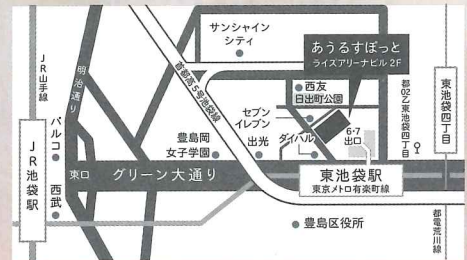 サンシャイン
シティ
あうるすぽっと
ライズアリーナビル 2F
JR山手線
明治通り
首都高5号池袋線
西友
日出町公園
都02乙東池袋四丁目
東池袋四丁目
セブン
イレブン
パルコ
豊島岡
女子学園
出光
ダイハル
6・7
出口
JR池袋駅
東口
グリーン大通り
東池袋駅
東京メトロ有楽町線
西武
豊島区役所
都電荒川線